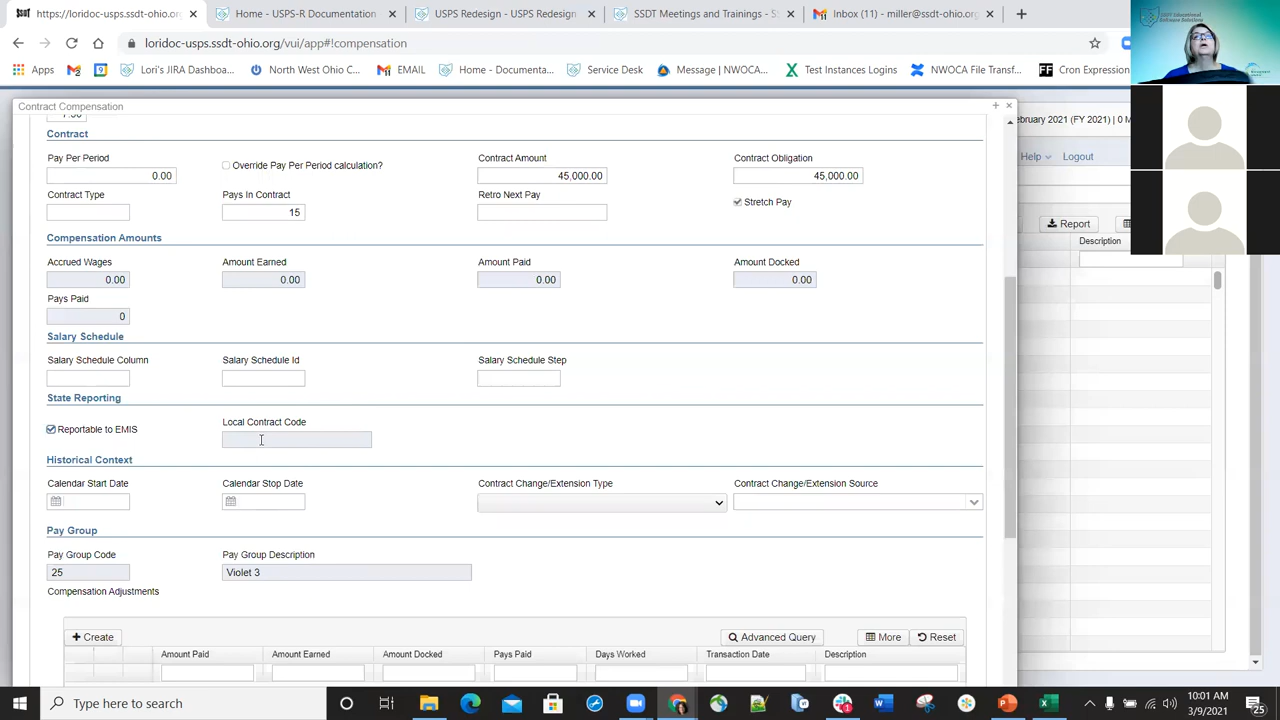 https://loridoc-usps.ssdt-ohio.org
Home - USPS-R Documentation
USPS Redesign - USPS Redesign
SSDT Meetings and Trainings - S
Inbox (11) - millers@ssdt-ohio.or
loridoc-usps.ssdt-ohio.org/vui/app#!compensation
Apps
Lori's JIRA Dashboa...
North West Ohio C...
EMAIL
Home - Documenta...
Service Desk
Message | NWOCA
Test Instances Logins
NWOCA File Transf...
Cron Expression
Contract Compensation
ebruary 2021 (FY 2021) | 0 M
Help
Logout
Report
Description
Contract
Pay Per Period
Override Pay Per Period calculation?
Contract Amount
Contract Obligation
0.00
45,000.00
45,000.00
Contract Type
Pays In Contract
Retro Next Pay
Stretch Pay
15
Compensation Amounts
Accrued Wages
Amount Earned
Amount Paid
Amount Docked
0.00
0.00
0.00
0.00
Pays Paid
0
Salary Schedule
Salary Schedule Column
Salary Schedule Id
Salary Schedule Step
State Reporting
Reportable to EMIS
Local Contract Code
Historical Context
Calendar Start Date
Calendar Stop Date
Contract Change/Extension Type
Contract Change/Extension Source
Pay Group
Pay Group Code
Pay Group Description
25
Violet 3
Compensation Adjustments
Create
Advanced Query
More
Reset
Amount Paid
Amount Earned
Amount Docked
Pays Paid
Days Worked
Transaction Date
Description
Type here to search
10:01 AM
3/9/2021
25